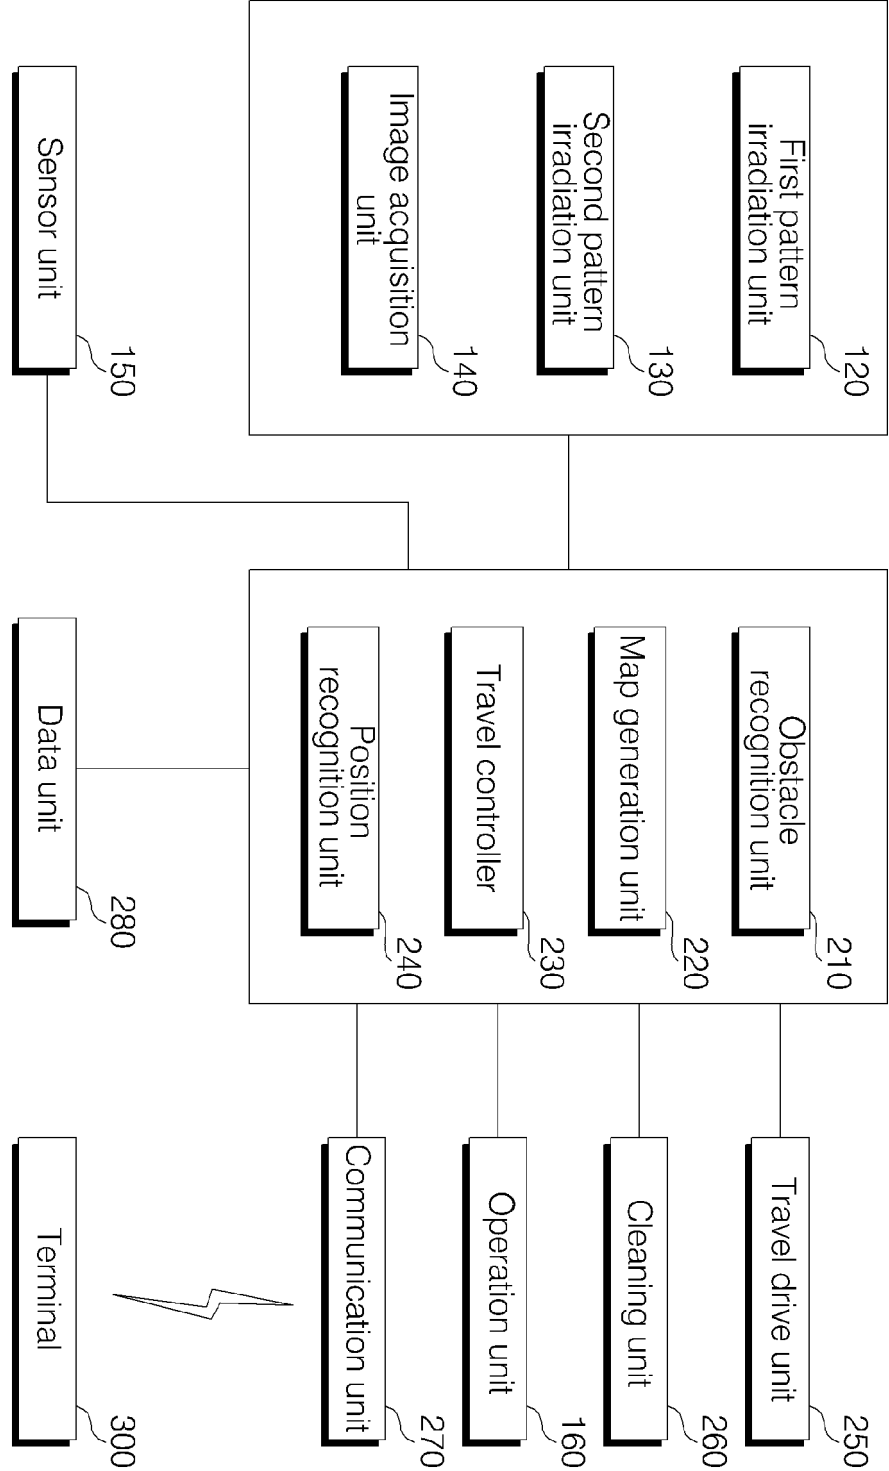 First pattern
irradiation unit
120
Second pattern
irradiation unit
130
Image acquisition
unit
140
Sensor unit
150
Obstacle
recognition unit
210
Map generation unit
220
Travel controller
230
Position
recognition unit
240
Data unit
280
Travel drive unit
250
Cleaning unit
260
Operation unit
160
Communication unit
270
Terminal
300